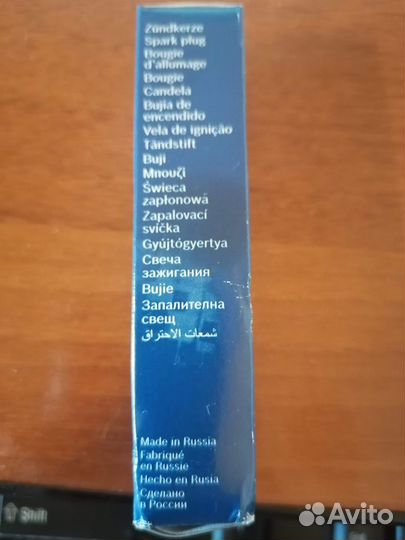 Zündkerze
Spark plug
Bougie
d'allumage
Bougie
Candela
Bujia de
encendido
Vela de ignição
Tändstift
Buji
Μπουζί
Świeca
zapłonowa
Zapalovací
svíčka
Gyújtógyertya
Свеча
зажигания
Bujie
Запалителна
свещ
شمعات الاحتراق
Made in Russia
Fabriqué
en Russie
Hecho en Rusia
Сделано
в России
Shift
Avito